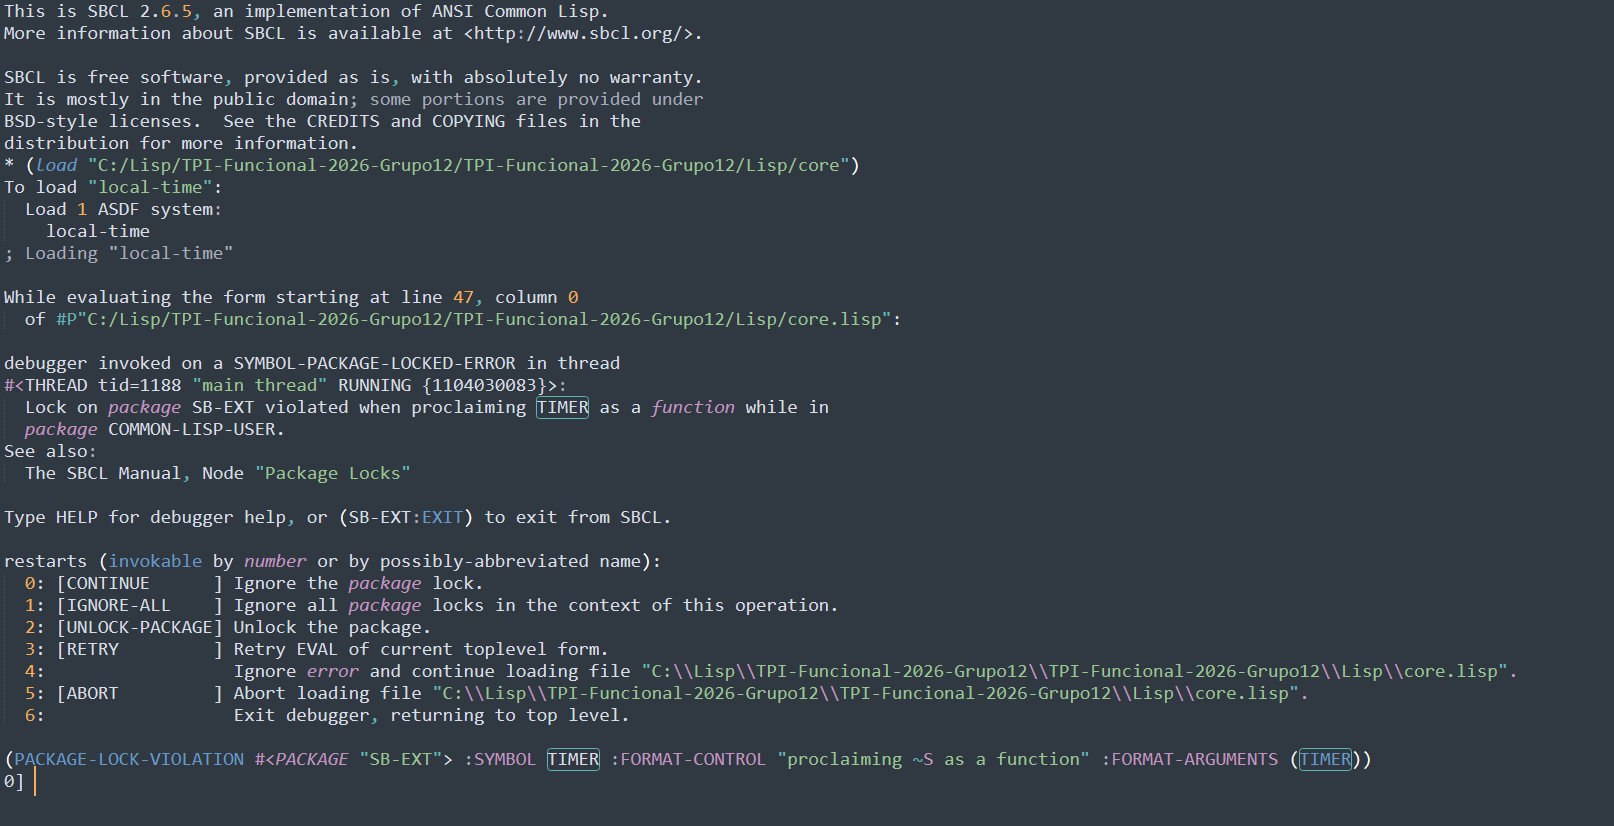 This is SBCL 2.6.5, an implementation of ANSI Common Lisp.
More information about SBCL is available at <http://www.sbcl.org/>.

SBCL is free software, provided as is, with absolutely no warranty.
It is mostly in the public domain; some portions are provided under
BSD-style licenses.  See the CREDITS and COPYING files in the
distribution for more information.
* (load "C:/Lisp/TPI-Funcional-2026-Grupo12/TPI-Funcional-2026-Grupo12/Lisp/core")
To load "local-time":
  Load 1 ASDF system:
    local-time
; Loading "local-time"

While evaluating the form starting at line 47, column 0
  of #P"C:/Lisp/TPI-Funcional-2026-Grupo12/TPI-Funcional-2026-Grupo12/Lisp/core.lisp":

debugger invoked on a SYMBOL-PACKAGE-LOCKED-ERROR in thread
#<THREAD tid=1188 "main thread" RUNNING {1104030083}>:
  Lock on package SB-EXT violated when proclaiming TIMER as a function while in
  package COMMON-LISP-USER.
See also:
  The SBCL Manual, Node "Package Locks"

Type HELP for debugger help, or (SB-EXT:EXIT) to exit from SBCL.

restarts (invokable by number or by possibly-abbreviated name):
  0: [CONTINUE      ] Ignore the package lock.
  1: [IGNORE-ALL    ] Ignore all package locks in the context of this operation.
  2: [UNLOCK-PACKAGE] Unlock the package.
  3: [RETRY         ] Retry EVAL of current toplevel form.
  4:                  Ignore error and continue loading file "C:\\Lisp\\TPI-Funcional-2026-Grupo12\\TPI-Funcional-2026-Grupo12\\Lisp\\core.lisp".
  5: [ABORT         ] Abort loading file "C:\\Lisp\\TPI-Funcional-2026-Grupo12\\TPI-Funcional-2026-Grupo12\\Lisp\\core.lisp".
  6:                  Exit debugger, returning to top level.

(PACKAGE-LOCK-VIOLATION #<PACKAGE "SB-EXT"> :SYMBOL TIMER :FORMAT-CONTROL "proclaiming ~S as a function" :FORMAT-ARGUMENTS (TIMER))
0]